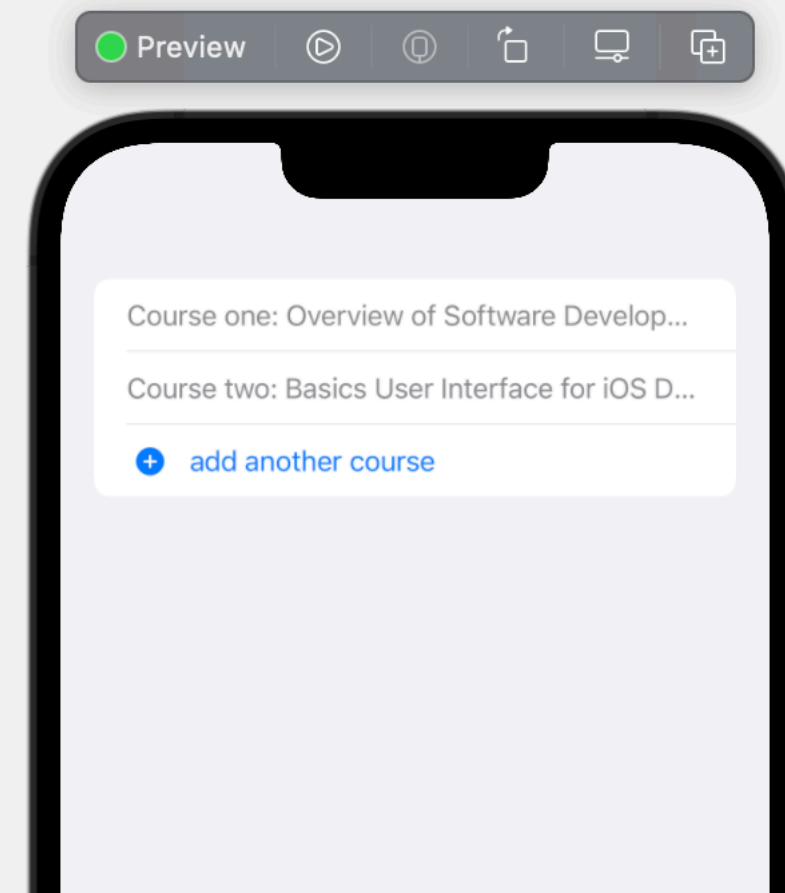 Preview
Course one: Overview of Software Develop...
Course two: Basics User Interface for iOS D...
add another course